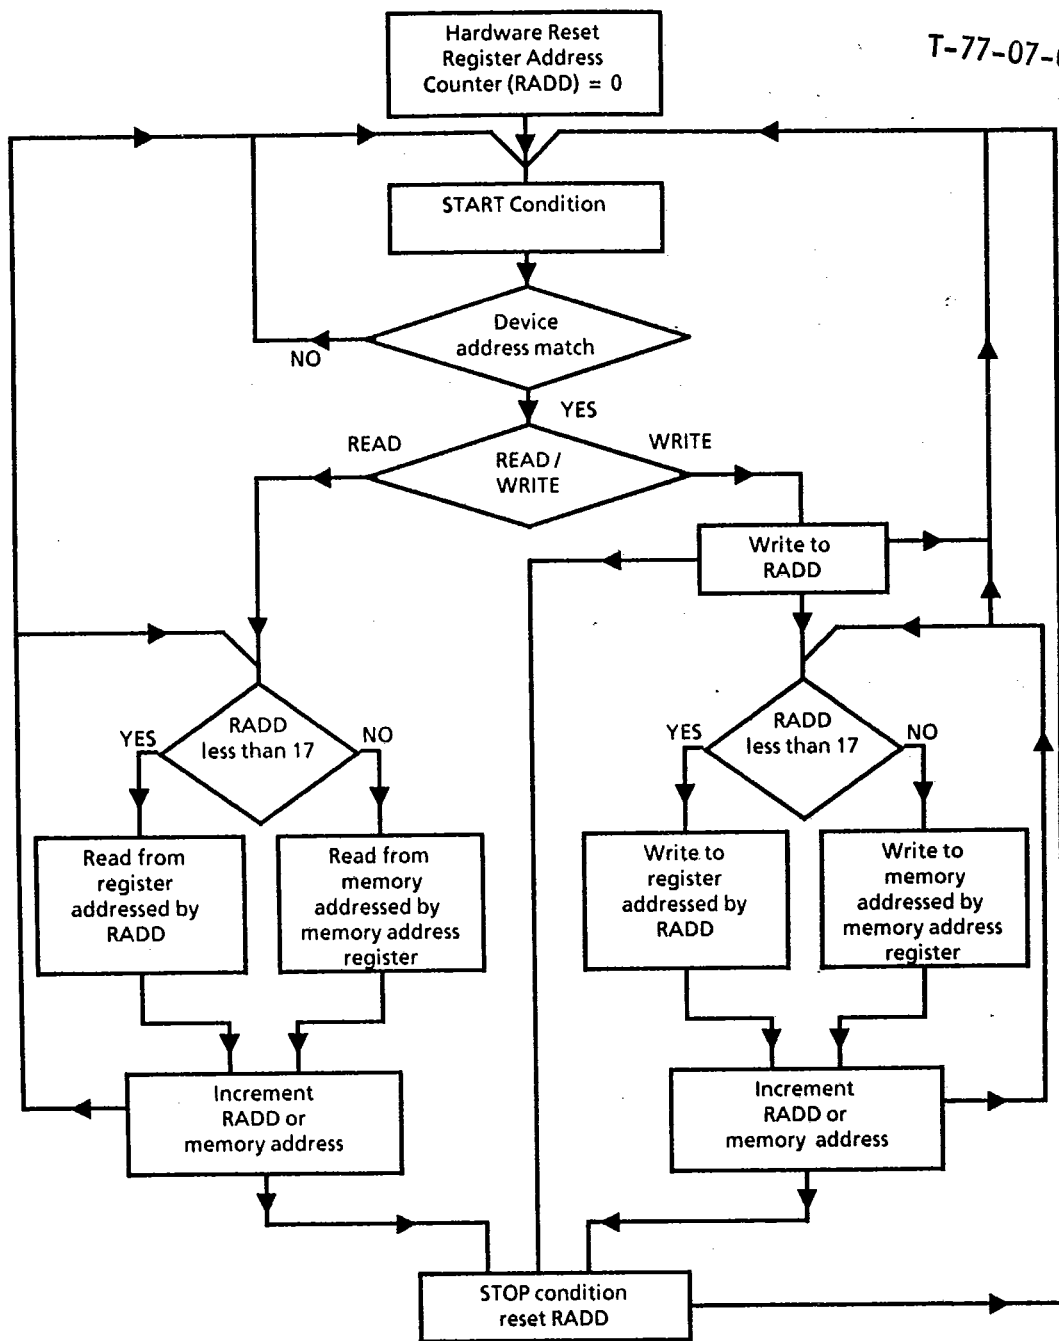 T-77-07-
Hardware Reset
Register Address
Counter (RADD) = 0
START Condition
Device
address match
NO
YES
READ
WRITE
READ /
WRITE
Write to
RADD
RADD
less than 17
YES
NO
RADD
less than 17
YES
NO
Read from
register
addressed by
RADD
Read from
memory
addressed by
memory address
register
Write to
register
addressed by
RADD
Write to
memory
addressed by
memory address
register
Increment
RADD or
memory address
Increment
RADD or
memory address
STOP condition
reset RADD